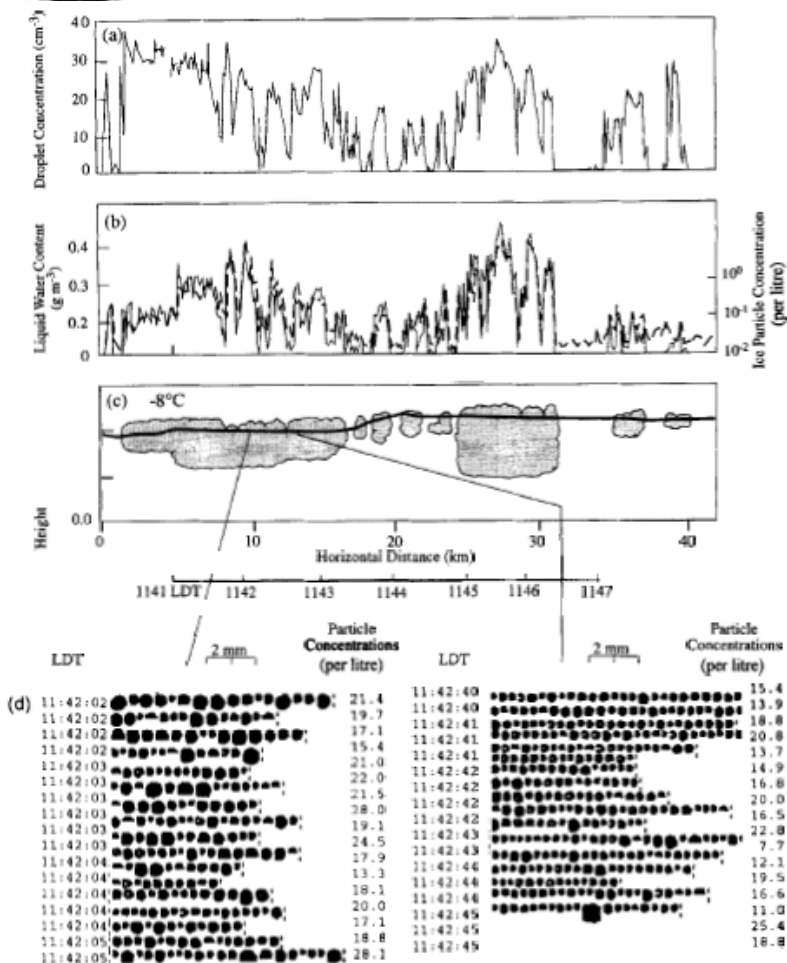 (a)
Droplet Concentration (cm-3)
40
30
20
10
0
(b)
Liquid Water Content
(g m-3)
0.4
0.3
0.2
0
Ice Particle Concentration
(per litre)
10^0
10^-1
10^-2
(c)
-8°C
Height
0.0
0 10 20 30 40
Horizontal Distance (km)
1141 LDT 1142 1143 1144 1145 1146 1147
(d)
LDT
2 mm
Particle
Concentrations
(per litre)
11:42:02 21.4
11:42:02 19.7
11:42:02 17.1
11:42:02 15.4
11:42:03 21.0
11:42:03 22.0
11:42:03 21.5
11:42:03 28.0
11:42:03 19.1
11:42:03 24.5
11:42:04 17.9
11:42:04 13.3
11:42:04 18.1
11:42:04 20.0
11:42:04 17.1
11:42:05 18.8
11:42:05 28.1
LDT
2 mm
Particle
Concentrations
(per litre)
11:42:40 15.4
11:42:40 13.9
11:42:41 18.8
11:42:41 20.8
11:42:41 13.7
11:42:42 14.9
11:42:42 16.8
11:42:42 20.0
11:42:42 16.5
11:42:43 22.8
11:42:43 7.7
11:42:44 12.1
11:42:44 19.5
11:42:44 16.6
11:42:45 11.0
11:42:45 25.4
11:42:45 18.8